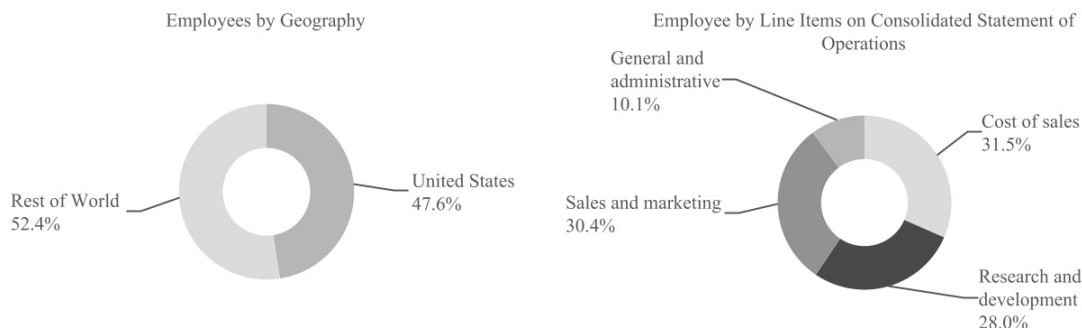 Employees by Geography
Rest of World
52.4%
United States
47.6%
Employee by Line Items on Consolidated Statement of
Operations
General and
administrative
10.1%
Cost of sales
31.5%
Sales and marketing
30.4%
Research and
development
28.0%